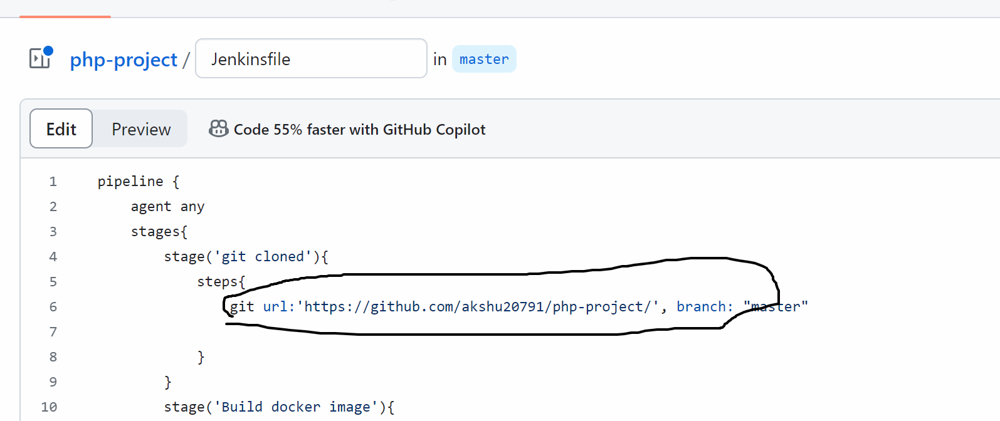 php-project / Jenkinsfile in master
Edit Preview Code 55% faster with GitHub Copilot
1 pipeline {
2 agent any
3 stages{
4 stage('git cloned'){
5 steps{
6 git url:'https://github.com/akshu20791/php-project/', branch: "master"
7
8 }
9 }
10 stage('Build docker image'){